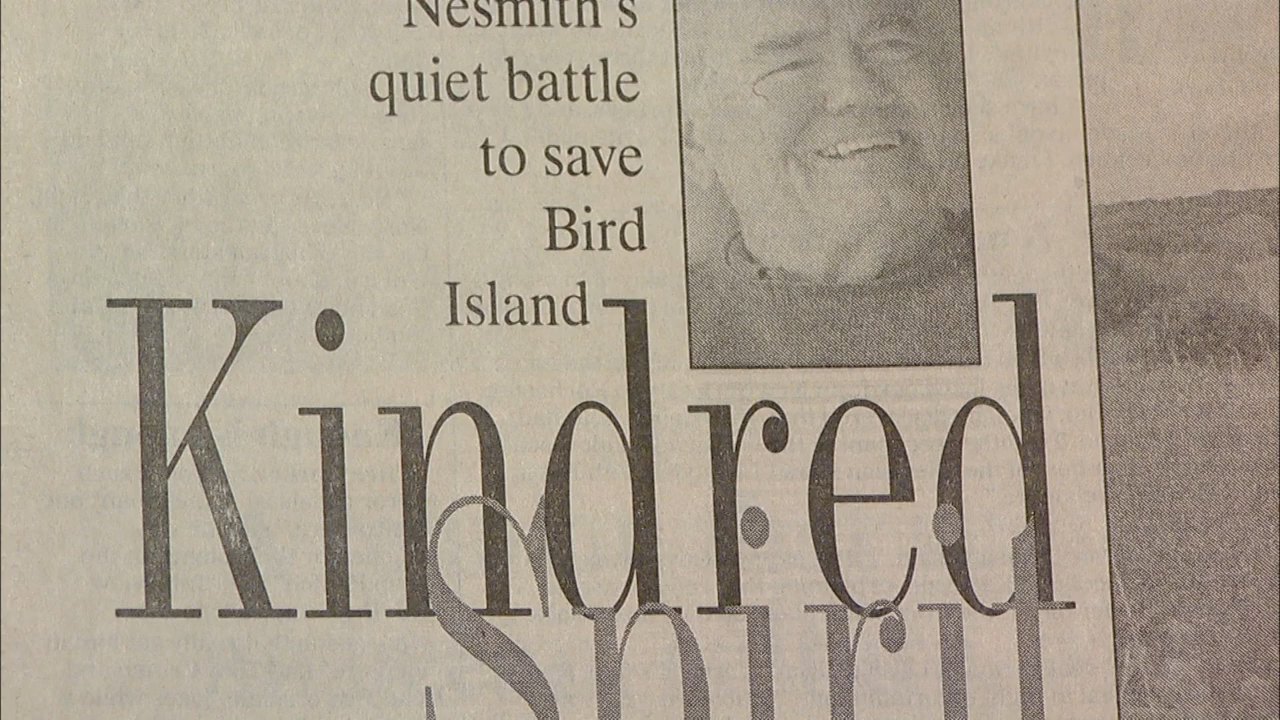 Nesmith's
quiet battle
to save
Bird
Island
Kindred
Spirit